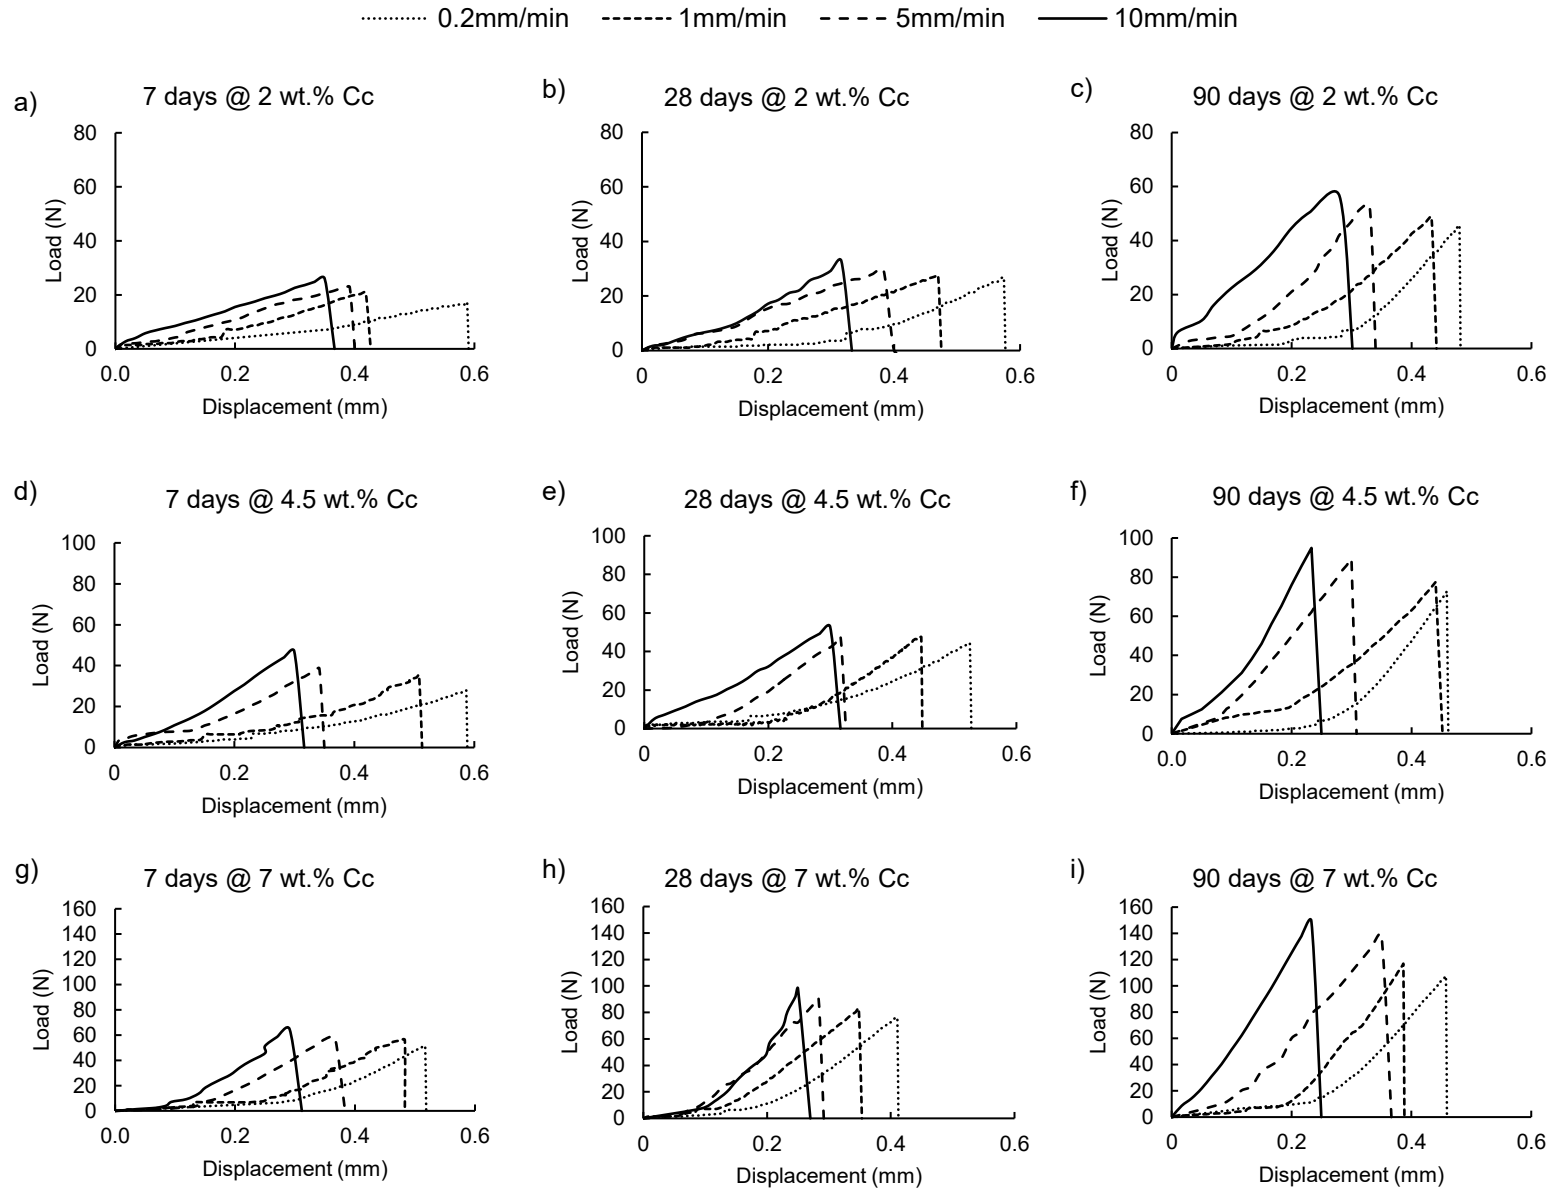 0.2mm/min 1mm/min 5mm/min 10mm/min
a) 7 days @ 2 wt.% Cc
80
60
40
20
0
Load (N)
0.0 0.2 0.4 0.6
Displacement (mm)
b) 28 days @ 2 wt.% Cc
80
60
40
20
0
Load (N)
0 0.2 0.4 0.6
Displacement (mm)
c) 90 days @ 2 wt.% Cc
80
60
40
20
0
Load (N)
0 0.2 0.4 0.6
Displacement (mm)
d) 7 days @ 4.5 wt.% Cc
100
80
60
40
20
0
Load (N)
0 0.2 0.4 0.6
Displacement (mm)
e) 28 days @ 4.5 wt.% Cc
100
80
60
40
20
0
Load (N)
0 0.2 0.4 0.6
Displacement (mm)
f) 90 days @ 4.5 wt.% Cc
100
80
60
40
20
0
Load (N)
0.0 0.2 0.4 0.6
Displacement (mm)
g) 7 days @ 7 wt.% Cc
160
140
120
100
80
60
40
20
0
Load (N)
0.0 0.2 0.4 0.6
Displacement (mm)
h) 28 days @ 7 wt.% Cc
160
140
120
100
80
60
40
20
0
Load (N)
0 0.2 0.4 0.6
Displacement (mm)
i) 90 days @ 7 wt.% Cc
160
140
120
100
80
60
40
20
0
Load (N)
0 0.2 0.4 0.6
Displacement (mm)